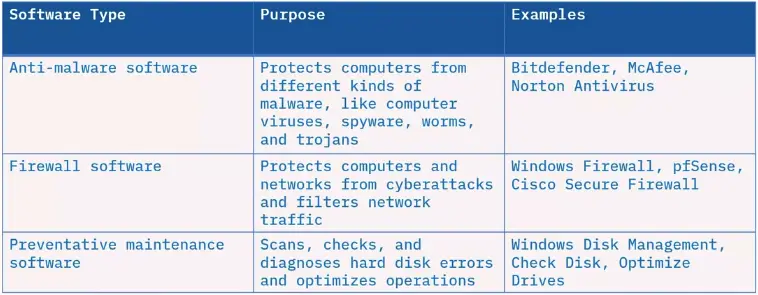 Software Type
Purpose
Examples
Anti-malware software
Protects computers from
different kinds of
malware, like computer
viruses, spyware, worms,
and trojans
Bitdefender, McAfee,
Norton Antivirus
Firewall software
Protects computers and
networks from cyberattacks
and filters network
traffic
Windows Firewall, pfSense,
Cisco Secure Firewall
Preventative maintenance
software
Scans, checks, and
diagnoses hard disk errors
and optimizes operations
Windows Disk Management,
Check Disk, Optimize
Drives